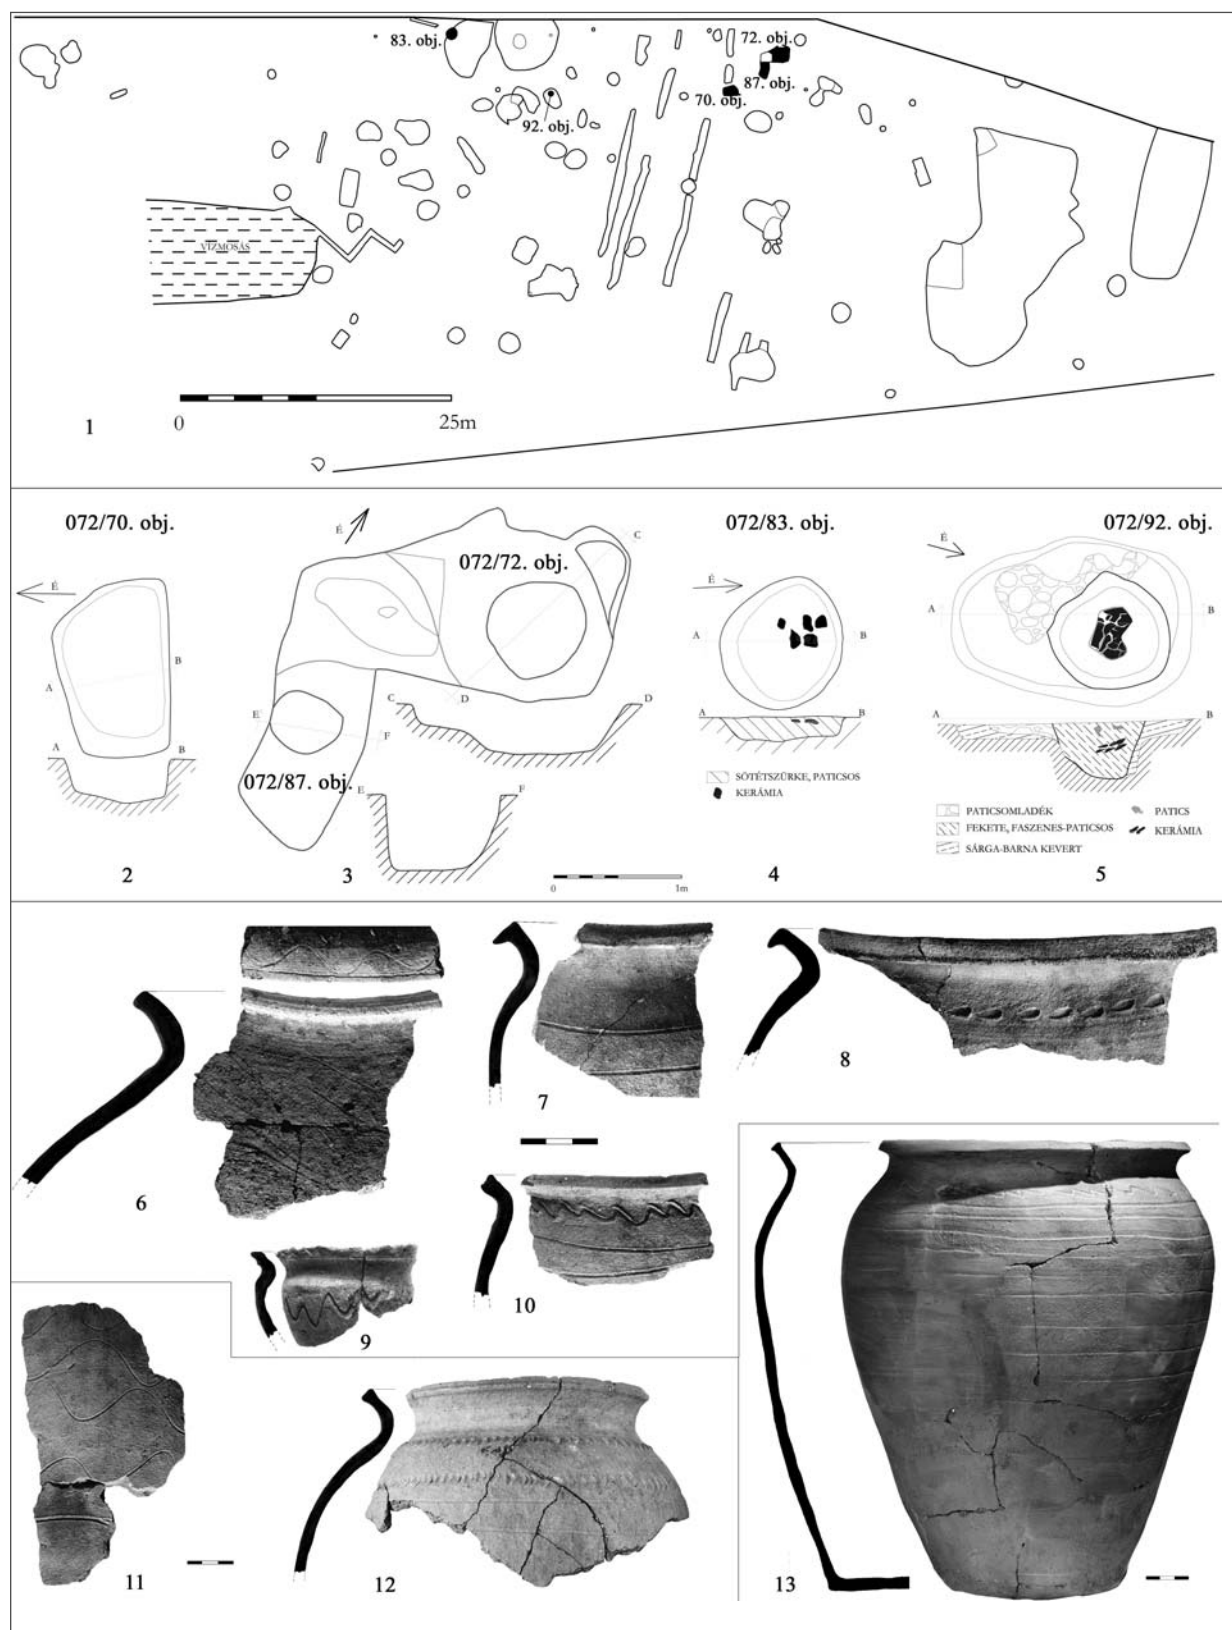 83. obj.
72. obj.
87. obj.
70. obj.
92. obj.
VÍZMOSÁS
1
0 25m
072/70. obj.
É
A B
A B
2
072/72. obj.
É
C
D
E F
C D
072/87. obj.
E F
3
072/83. obj.
É
A B
A B
SÖTÉTSZÜRKE, PATICSOS
KERÁMIA
4
0 1m
072/92. obj.
É
A B
A B
PATICSOMLADÉK
FEKETE, FASZENES-PATICSOS
SÁRGA-BARNA KEVERT
PATICS
KERÁMIA
5
6
7
8
9
10
11
12
13